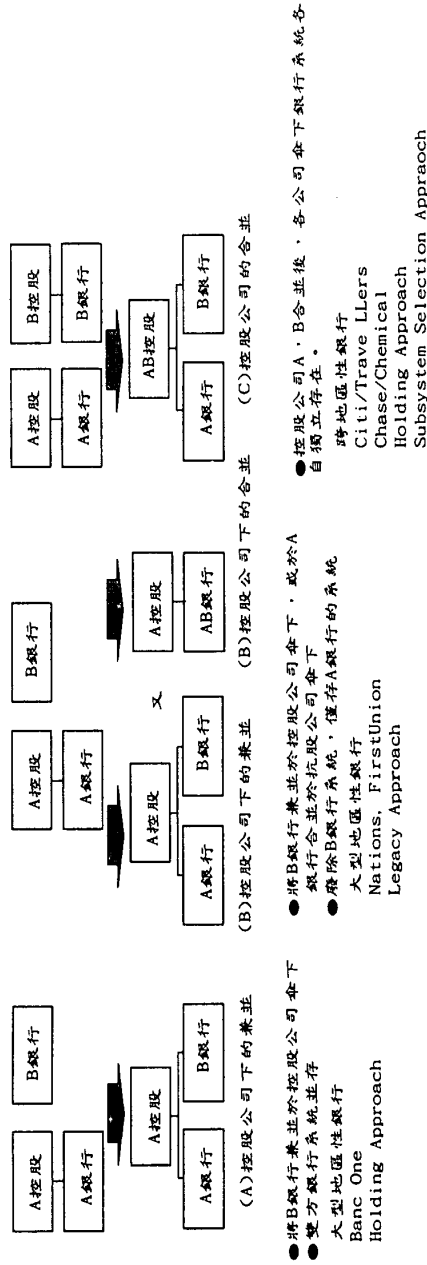 A控股
B銀行
A銀行
A控股
A銀行
B銀行
(A)控股公司下的兼並
●將B銀行兼並於控股公司傘下
●雙方銀行系統並存
大型地區性銀行
Banc One
Holding Approach
A控股
B銀行
A銀行
又
A控股
A銀行
B銀行
(B)控股公司下的兼並
A控股
AB銀行
(B)控股公司下的合並
●將B銀行兼並於控股公司傘下，或於A
銀行合並於抗股公司傘下
●廢除B銀行系統，僅存A銀行的系統
大型地區性銀行
Nations, FirstUnion
Legacy Approach
A控股
B控股
A銀行
B銀行
AB控股
A銀行
B銀行
(C)控股公司的合並
●控股公司A，B合並後，各公司傘下銀行系統各
自獨立存在。
跨地區性銀行
Citi/Trave LLers
Chase/Chemical
Holding Approach
Subsystem Selection Appraoch